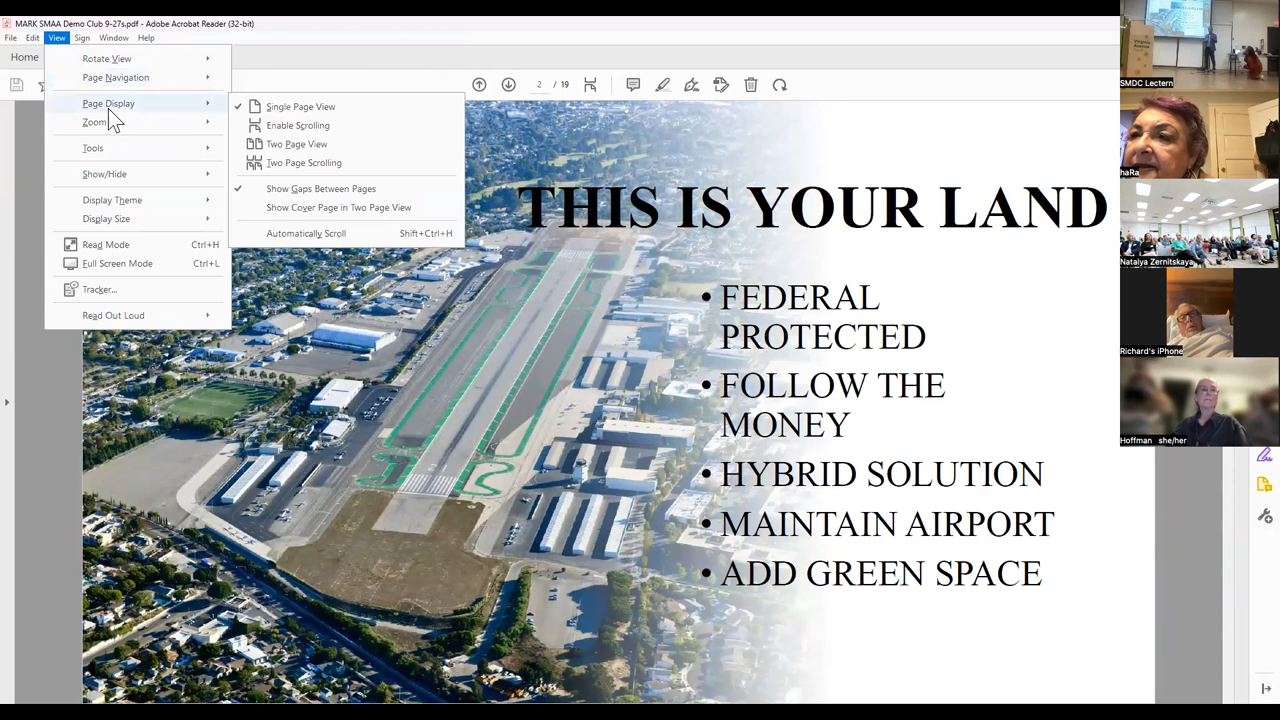 MARK SMAA Demo Club 9-27s.pdf - Adobe Acrobat Reader (32-bit)
File Edit View Sign Window Help
Home
Rotate View
Page Navigation
Page Display
Zoom
Tools
Show/Hide
Display Theme
Display Size
Read Mode Ctrl+H
Full Screen Mode Ctrl+L
Tracker...
Read Out Loud
Single Page View
Enable Scrolling
Two Page View
Two Page Scrolling
Show Gaps Between Pages
Show Cover Page in Two Page View
Automatically Scroll Shift+Ctrl+H
2 / 19
THIS IS YOUR LAND
• FEDERAL
PROTECTED
• FOLLOW THE
MONEY
• HYBRID SOLUTION
• MAINTAIN AIRPORT
• ADD GREEN SPACE
SMDC Lectern
haRa
Natalya Zernitskaya
Richard's iPhone
Hoffman she/her